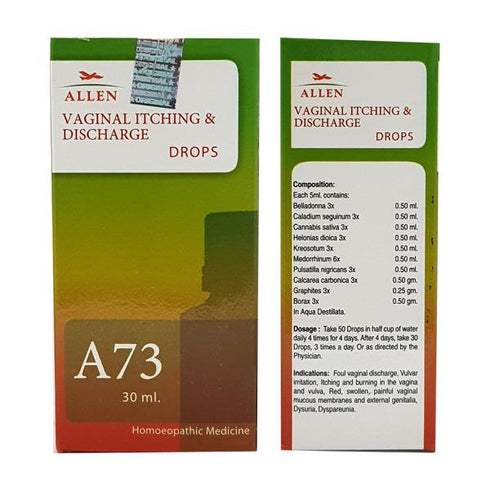 ORIGINAL
ORIGINAL
ALLEN
VAGINAL ITCHING &
DISCHARGE
DROPS
A73
30 ml.
Homoeopathic Medicine
ALLEN
VAGINAL ITCHING &
DISCHARGE
DROPS
Composition:
Each 5ml. contains:
Belladonna 3x 0.50 ml.
Caladium seguinum 3x 0.50 ml.
Cannabis sativa 3x 0.50 ml.
Helonias dioica 3x 0.50 ml.
Kreosotum 3x 0.50 ml.
Medorrhinum 6x 0.50 ml.
Pulsatilla nigricans 3x 0.50 ml.
Calcarea carbonica 3x 0.50 gm.
Graphites 3x 0.25 gm.
Borax 3x 0.50 gm.
In Aqua Destillata.
Dosage : Take 50 Drops in half cup of water
daily 4 times for 4 days. After 4 days, take 30
Drops, 3 times a day. Or as directed by the
Physician.
Indications: Foul vaginal discharge, Vulvar
irritation, Itching and burning in the vagina
and vulva, Red, swollen, painful vaginal
mucous membranes and external genitalia,
Dysuria, Dyspareunia.